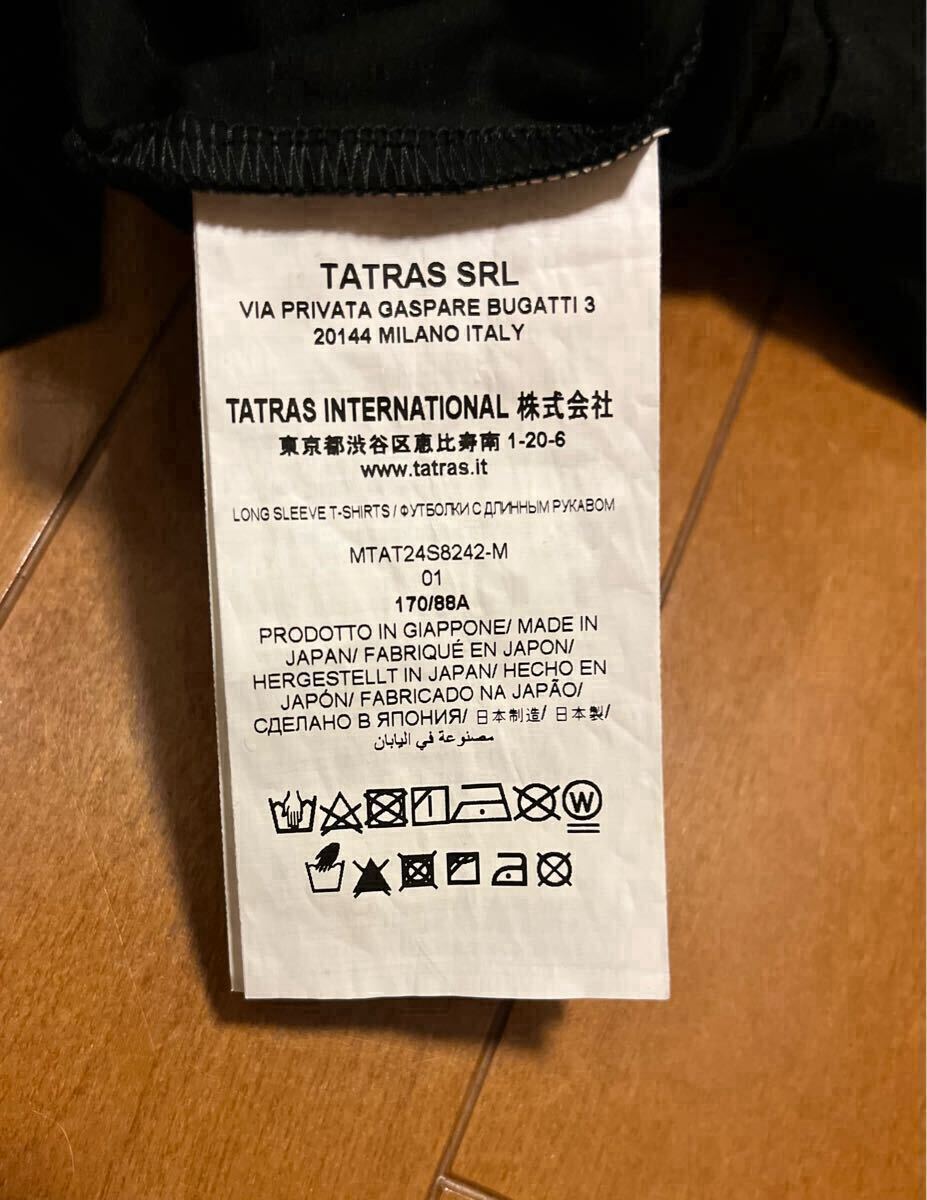 TATRAS SRL
VIA PRIVATA GASPARE BUGATTI 3
20144 MILANO ITALY
TATRAS INTERNATIONAL 株式会社
東京都渋谷区恵比寿南 1-20-6
www.tatras.it
LONG SLEEVE T-SHIRTS / ФУТБОЛКИ С ДЛИННЫМ РУКАВОМ
MTAT24S8242-M
01
170/88A
PRODOTTO IN GIAPPONE/ MADE IN
JAPAN/ FABRIQUÉ EN JAPON/
HERGESTELLT IN JAPAN/ HECHO EN
JAPÓN/ FABRICADO NA JAPÃO/
СДЕЛАНО В ЯПОНИЯ/ 日本制造/ 日本製/
مصنوعة في اليابان
W